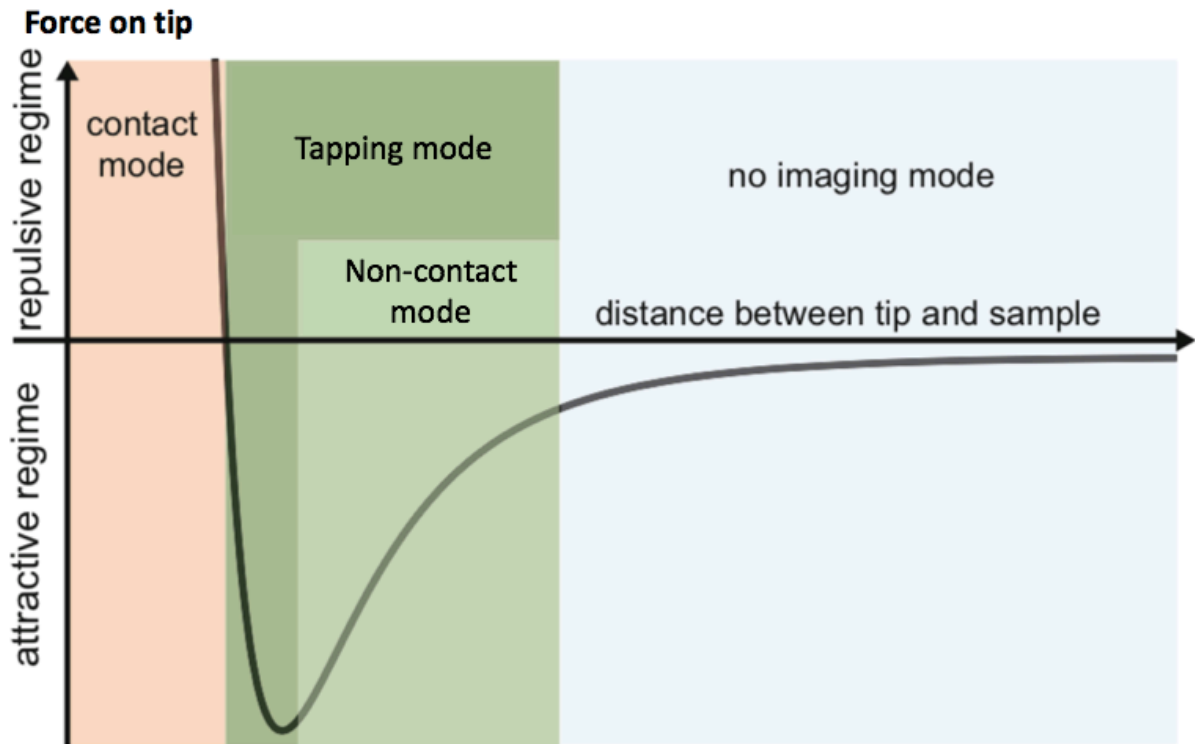 Force on tip
repulsive regime
contact
mode
Tapping mode
no imaging mode
Non-contact
mode
distance between tip and sample
attractive regime